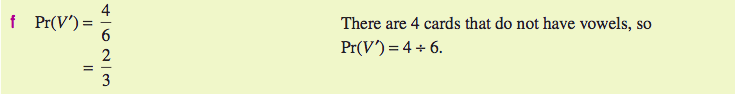 f Pr(V′) = 4/6
= 2/3
There are 4 cards that do not have vowels, so
Pr(V′) = 4 ÷ 6.